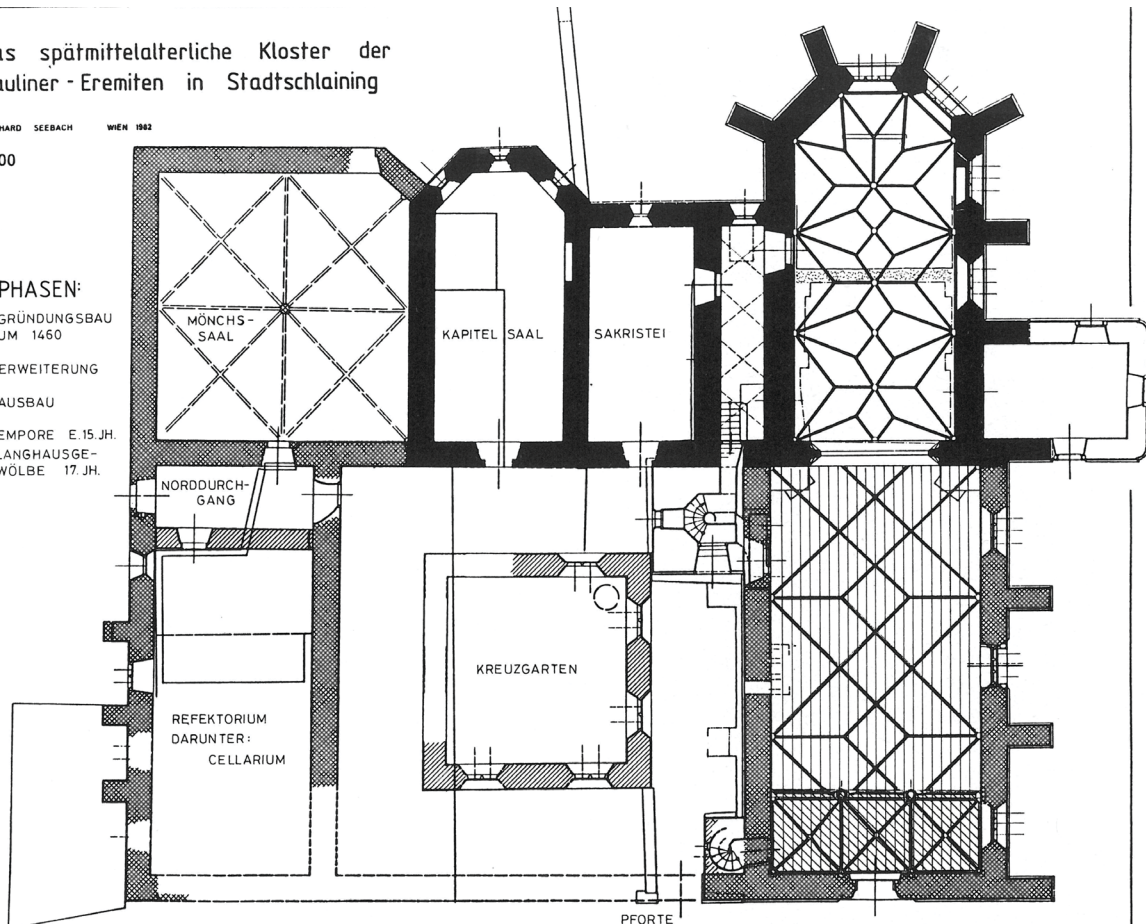 as spätmittelalterliche Kloster der
auliner - Eremiten in Stadtschlaining
HARD SEEBACH WIEN 1982
00
PHASEN:
GRÜNDUNGSBAU
UM 1460
ERWEITERUNG
AUSBAU
EMPORE E.15.JH.
LANGHAUSGE-
WÖLBE 17. JH.
MÖNCHS-
SAAL
KAPITEL SAAL
SAKRISTEI
NORDDURCH-
GANG
KREUZGARTEN
REFEKTORIUM
DARUNTER:
CELLARIUM
PFORTE